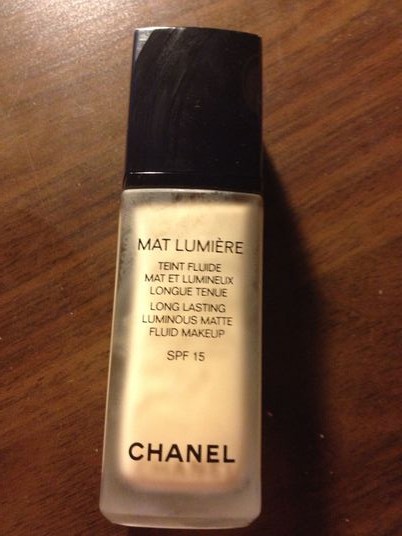 MAT LUMIÈRE
TEINT FLUIDE
MAT ET LUMINEUX
LONGUE TENUE
LONG LASTING
LUMINOUS MATTE
FLUID MAKEUP
SPF 15
CHANEL